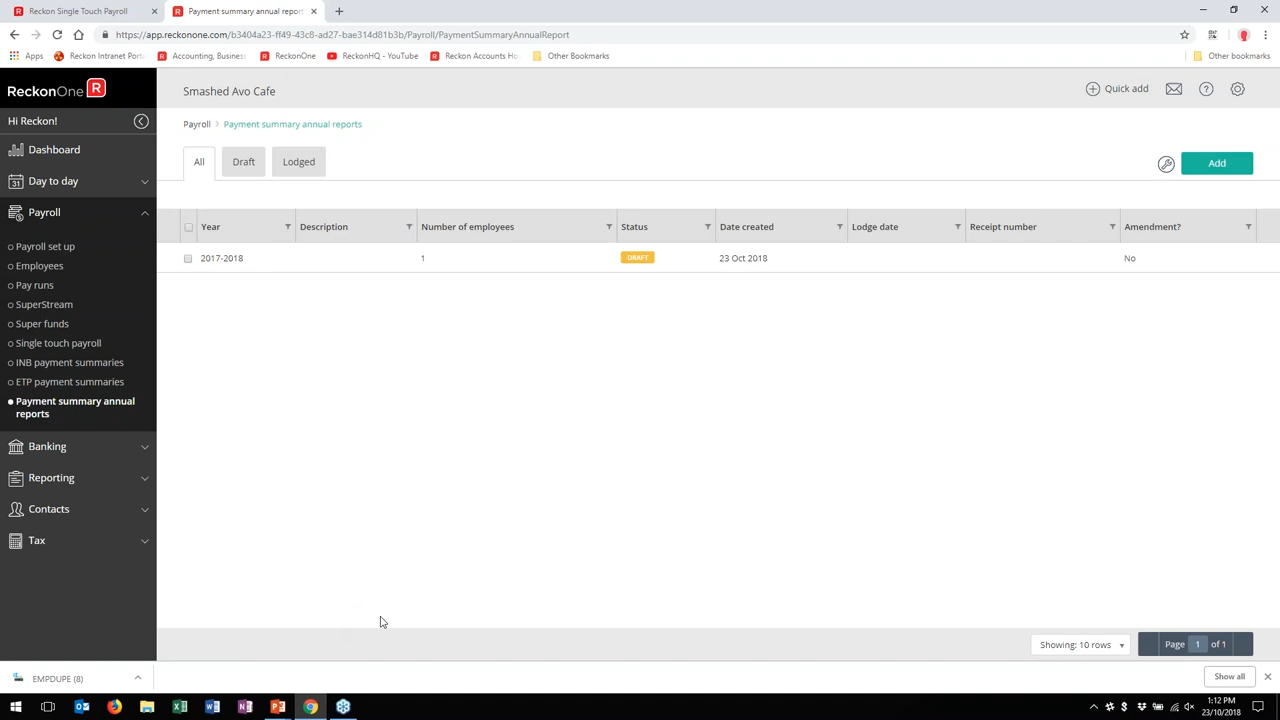 Reckon Single Touch Payroll
Payment summary annual repor
https://app.reckonone.com/b3404a23-ff49-43c8-ad27-bae314d81b3b/Payroll/PaymentSummaryAnnualReport
Apps Reckon Intranet Port Accounting, Business ReckonOne ReckonHQ - YouTube Reckon Accounts Ho Other Bookmarks Other bookmarks
ReckonOne R
Smashed Avo Cafe
Quick add
Hi Reckon!
Payroll > Payment summary annual reports
Dashboard
All Draft Lodged
Add
Day to day
Payroll
Year Description Number of employees Status Date created Lodge date Receipt number Amendment?
2017-2018 1 DRAFT 23 Oct 2018 No
Payroll set up
Employees
Pay runs
SuperStream
Super funds
Single touch payroll
INB payment summaries
ETP payment summaries
Payment summary annual
reports
Banking
Reporting
Contacts
Tax
Showing: 10 rows
Page 1 of 1
EMPDUPE (8)
Show all
1:12 PM
23/10/2018